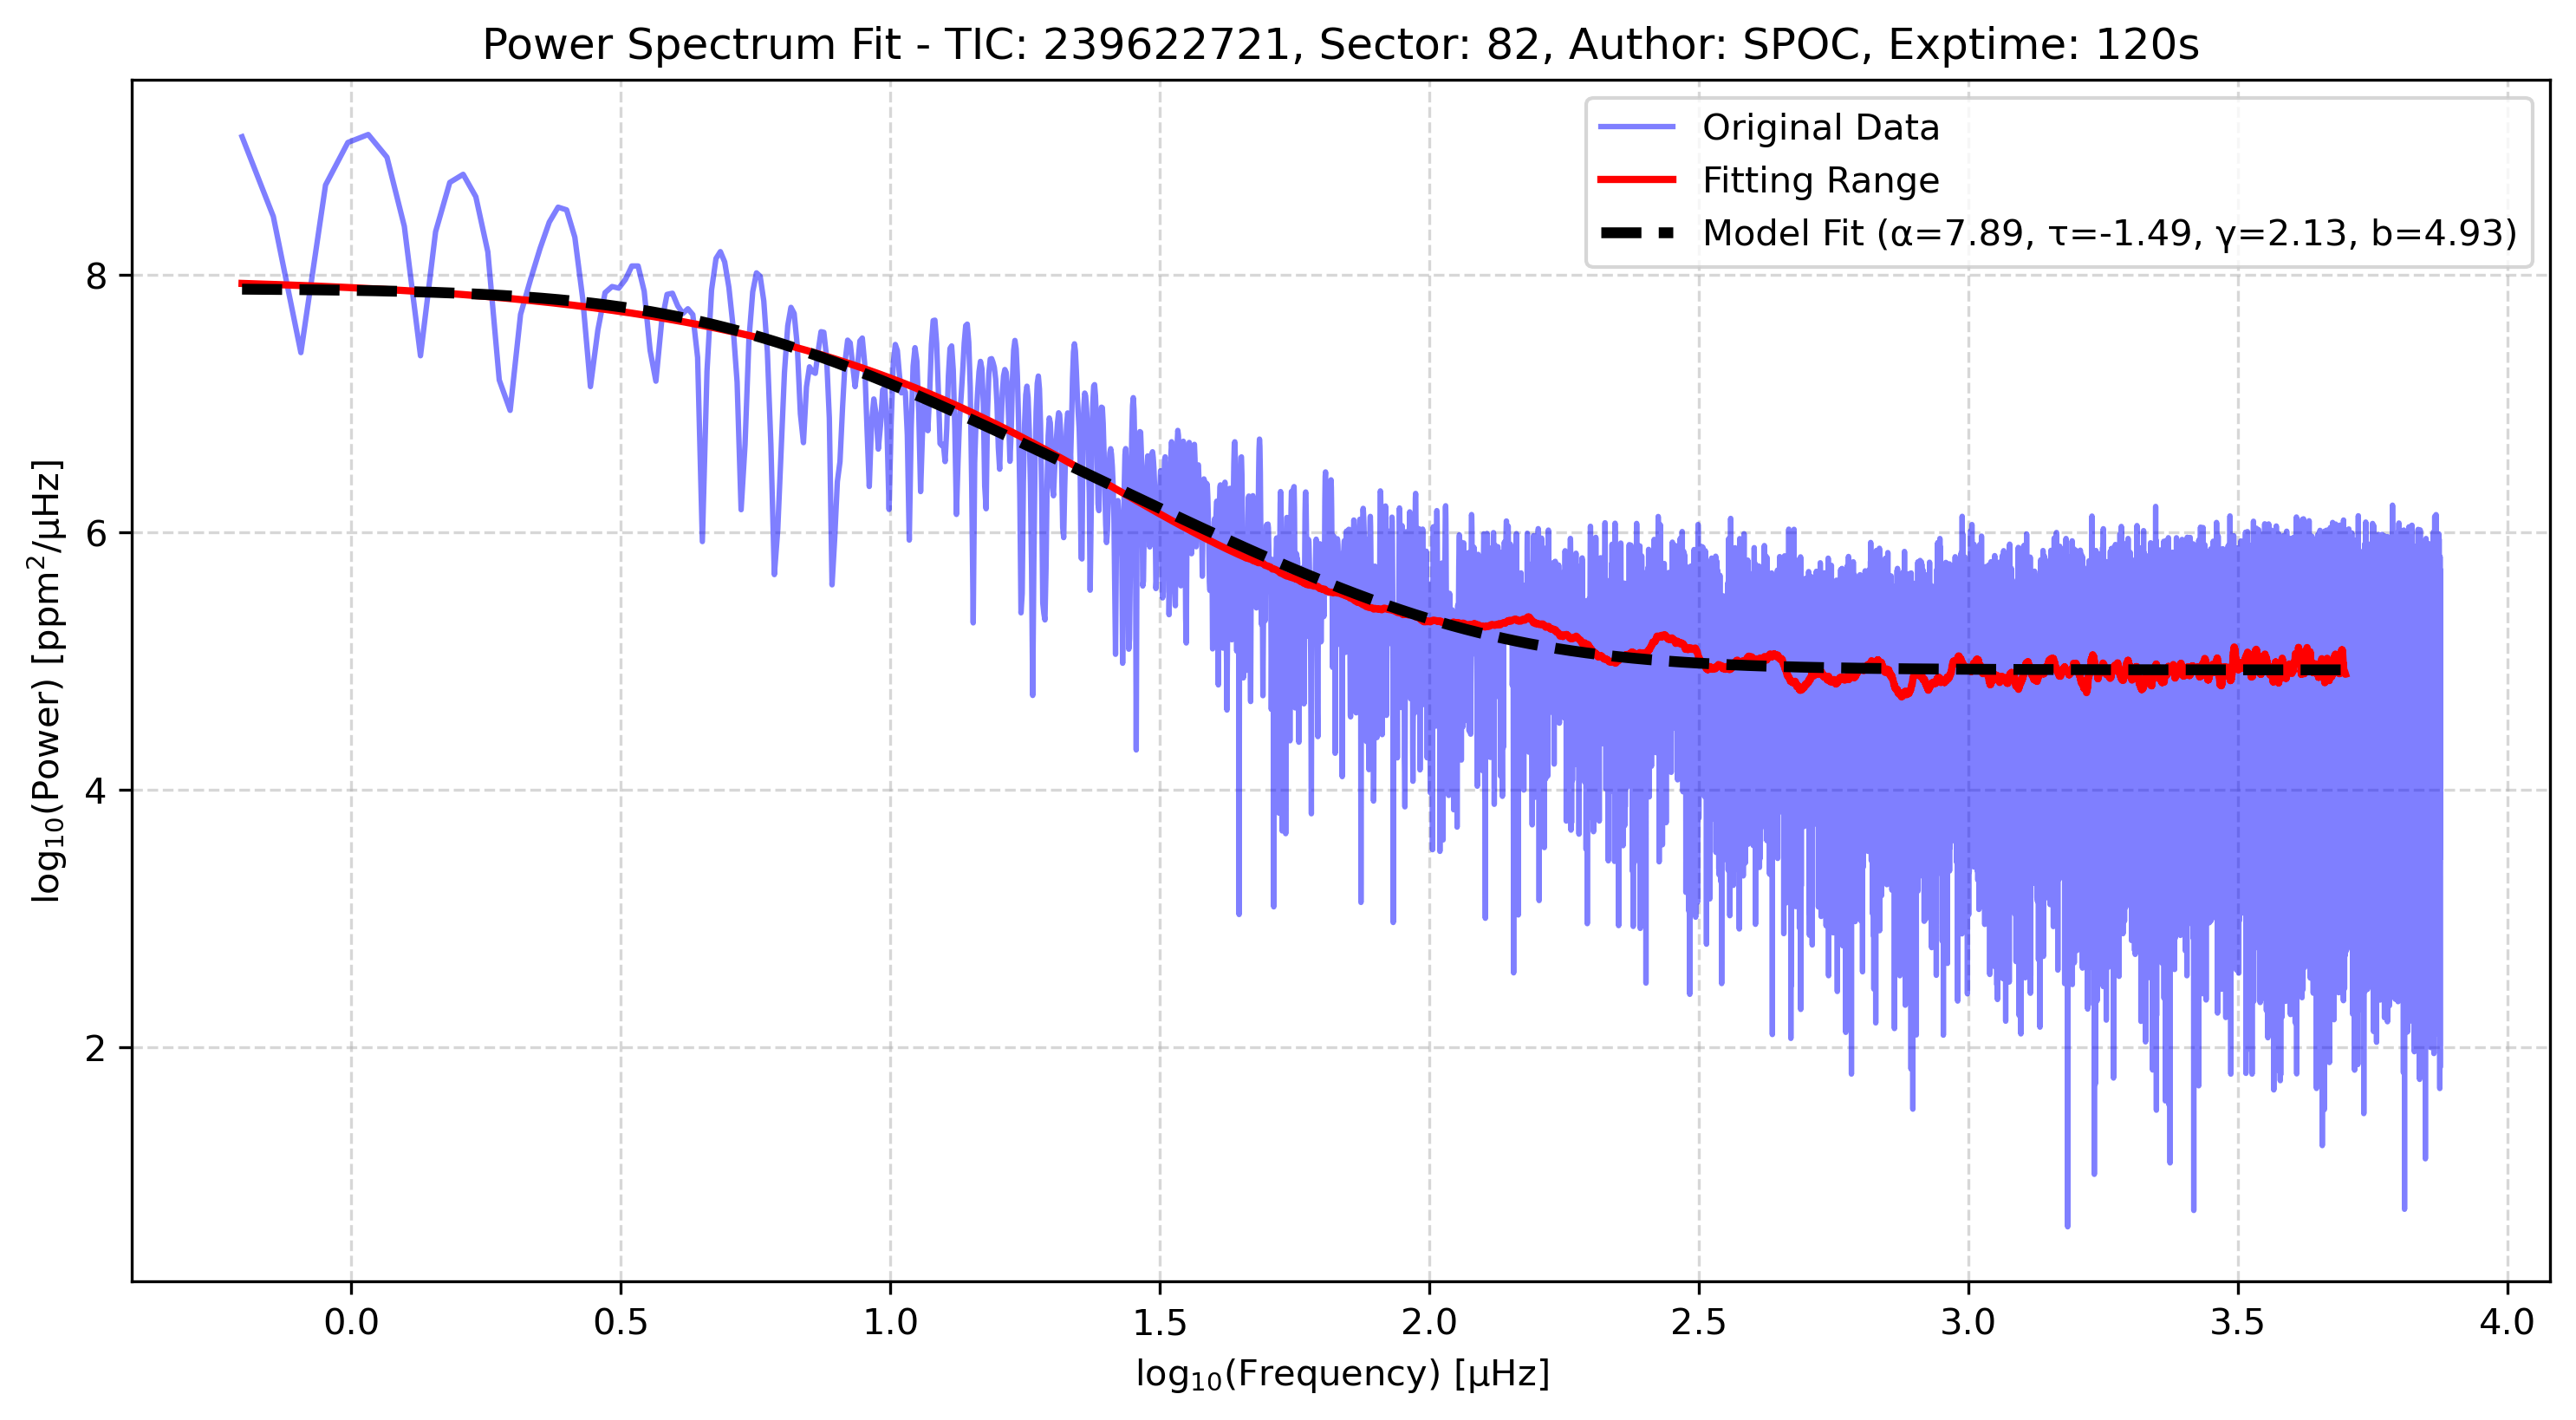 Power Spectrum Fit - TIC: 239622721, Sector: 82, Author: SPOC, Exptime: 120s
Original Data
Fitting Range
Model Fit (α=7.89, τ=-1.49, γ=2.13, b=4.93)
log₁₀(Power) [ppm²/μHz]
8
6
4
2
0.0 0.5 1.0 1.5 2.0 2.5 3.0 3.5 4.0
log₁₀(Frequency) [μHz]